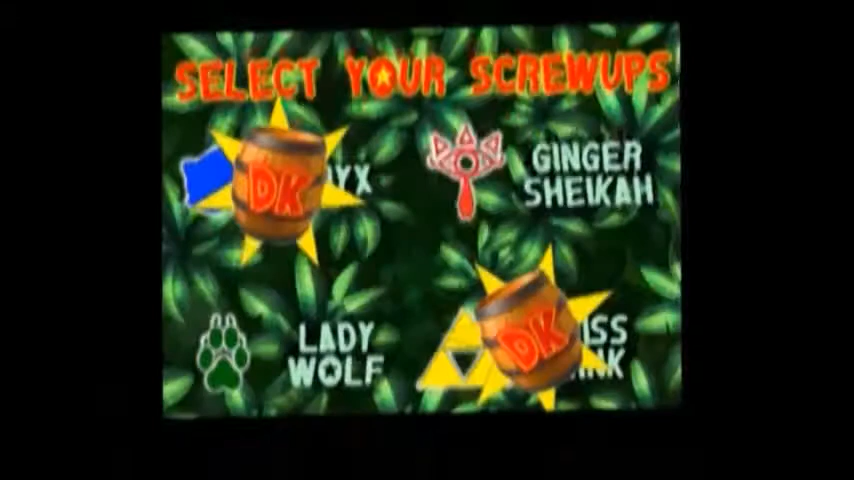 SELECT YOUR SCREWUPS
DK
GINGER
SHEIKAH
LADY
WOLF
DK